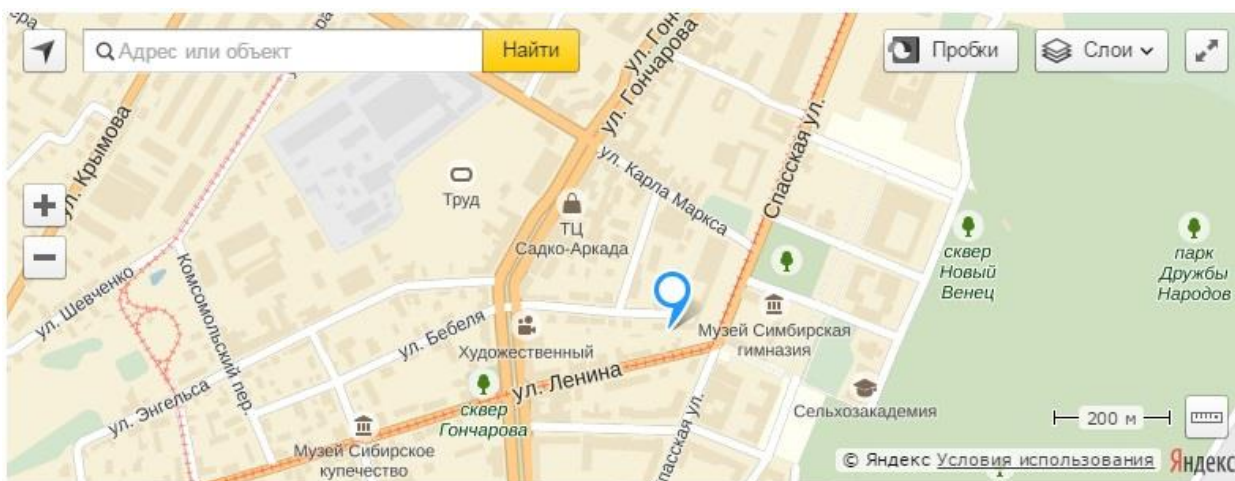 Адрес или объект
Найти
Пробки
Слои
ул. Гончарова
ул. Крымова
ул. Карла Маркса
Спасская ул.
Труд
ТЦ
Садко-Аркада
сквер
Новый
Венец
парк
Дружбы
Народов
ул. Шевченко
Комсомольский пер.
ул. Бебеля
Художественный
Музей Симбирская
гимназия
ул. Энгельса
ул. Ленина
сквер
Гончарова
Сельхозакадемия
Музей Сибирское
купечество
пасская ул.
200 м
© Яндекс Условия использования
Яндекс